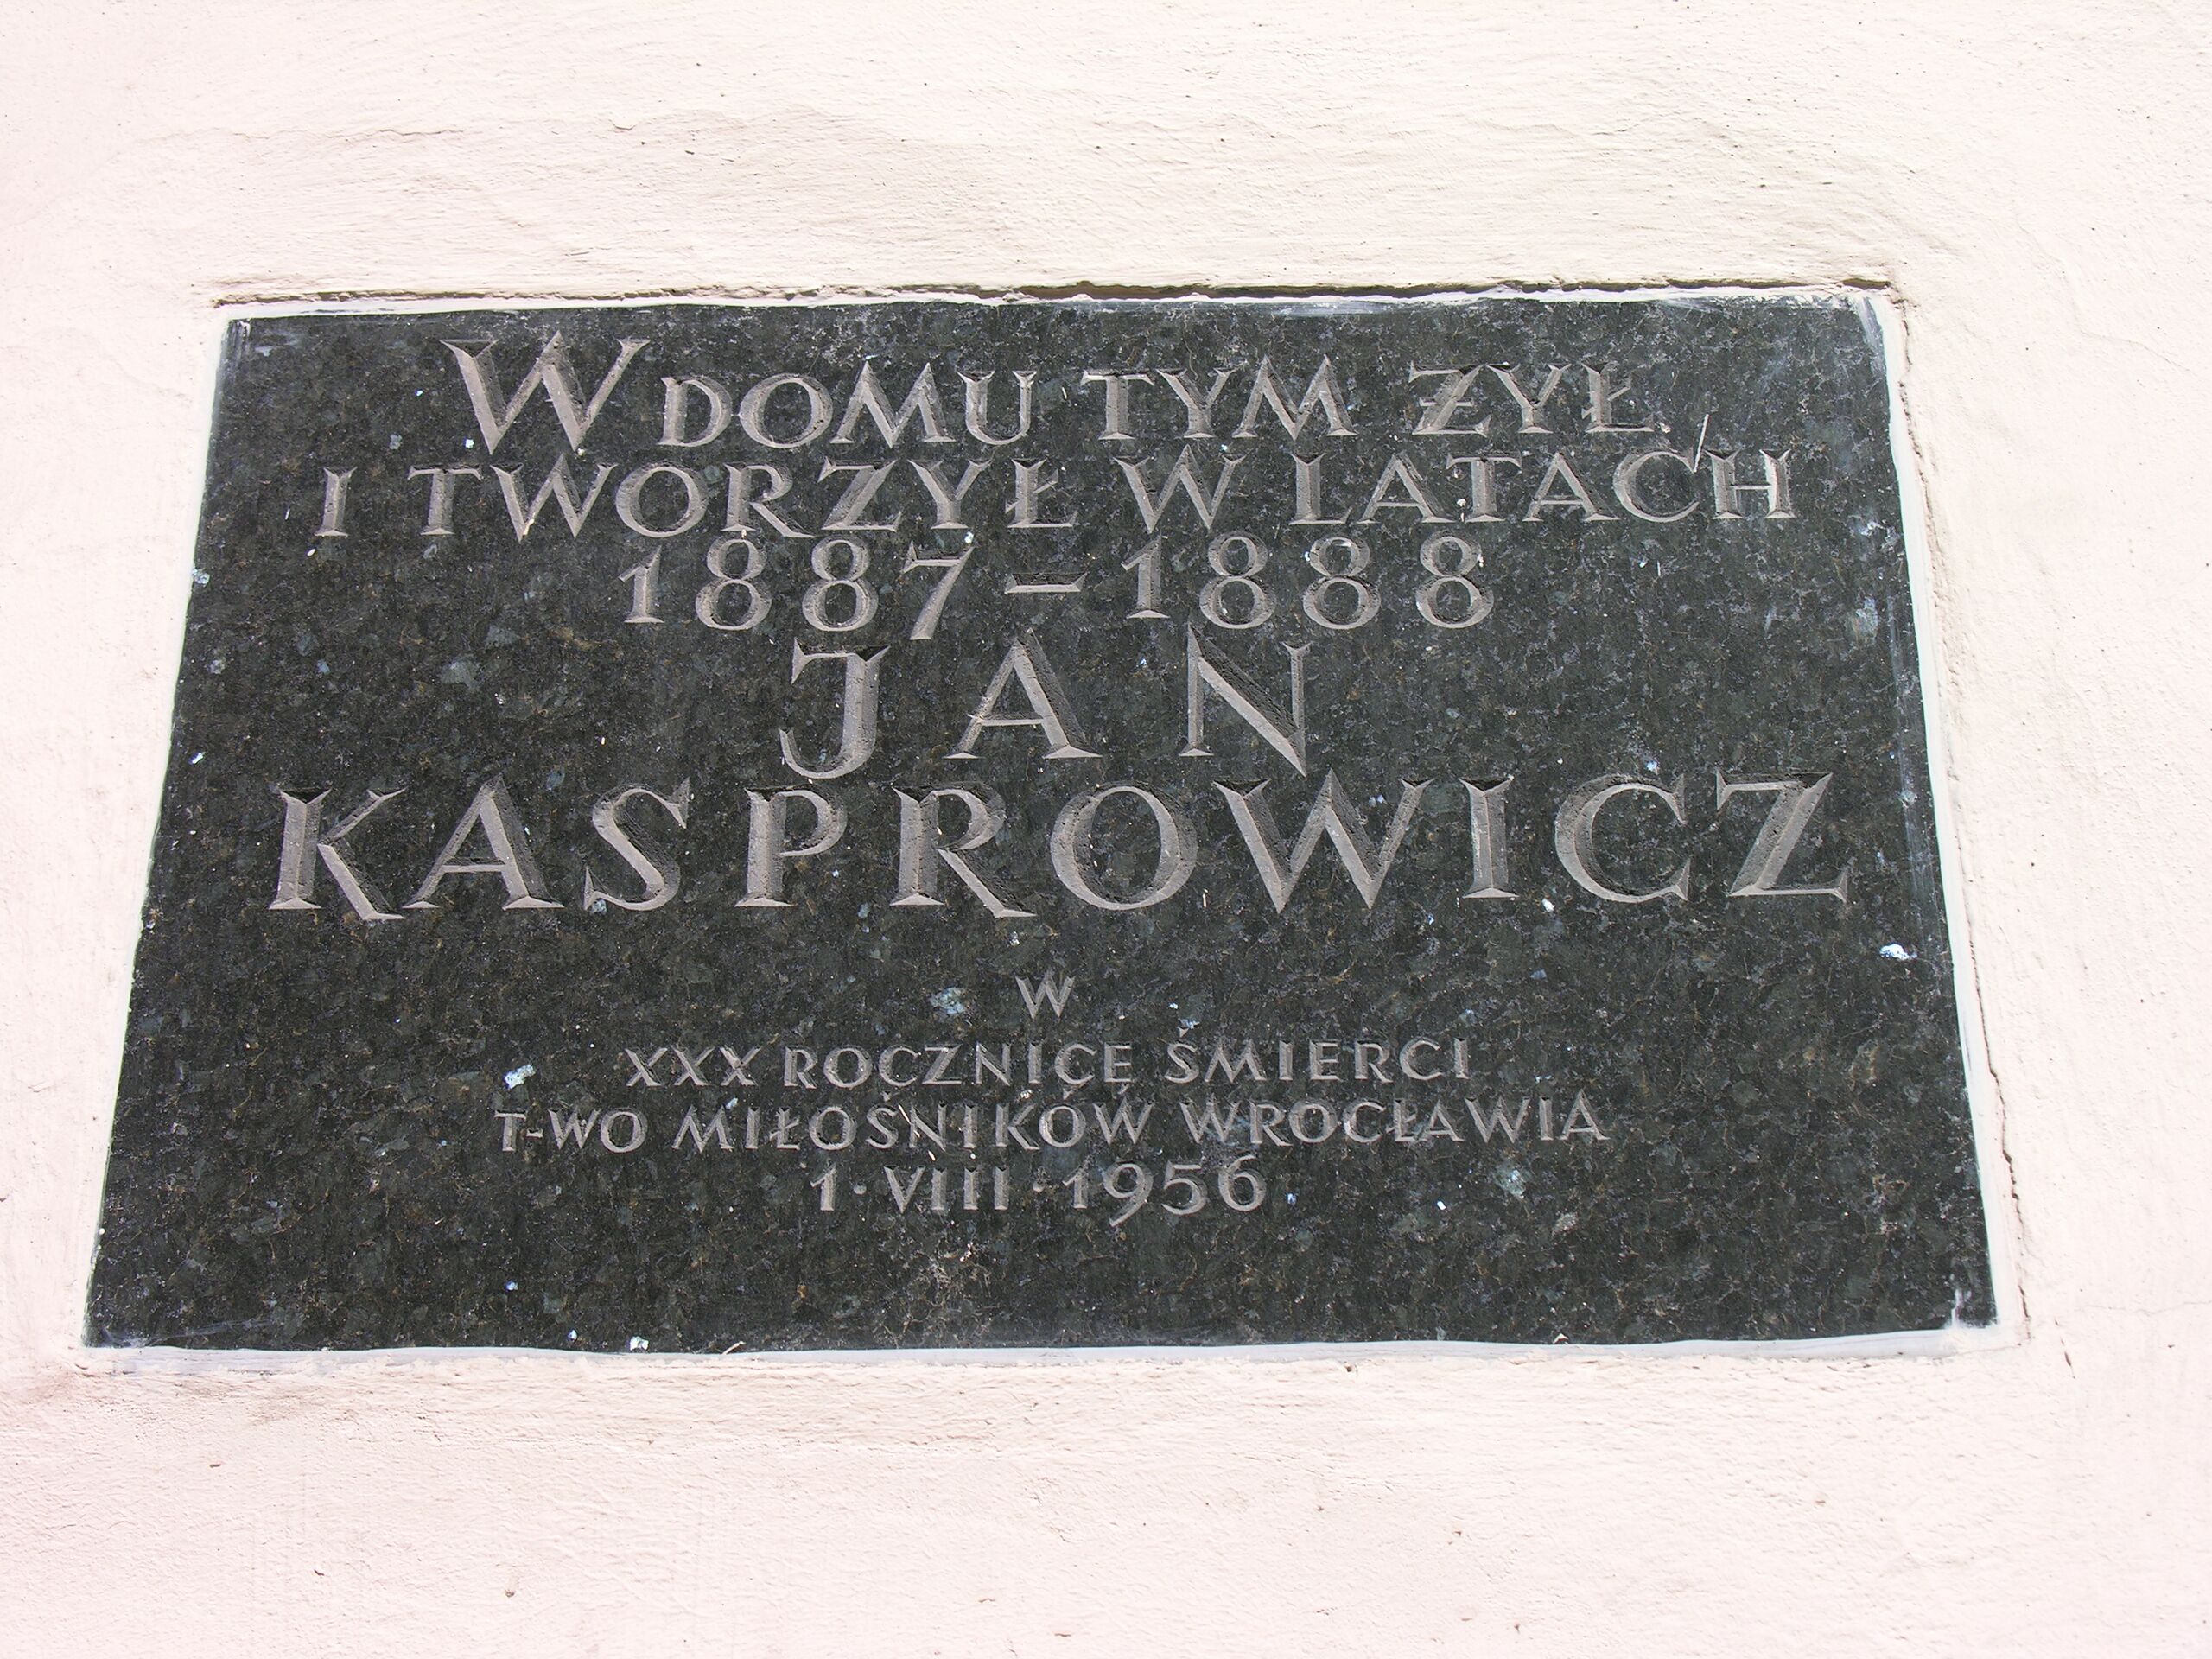 W DOMU TYM ŻYŁ
I TWORZYŁ W LATACH
1887–1888
JAN
KASPROWICZ
W
XXX ROCZNICĘ ŚMIERCI
T-WO MIŁOŚNIKÓW WROCŁAWIA
1·VIII·1956